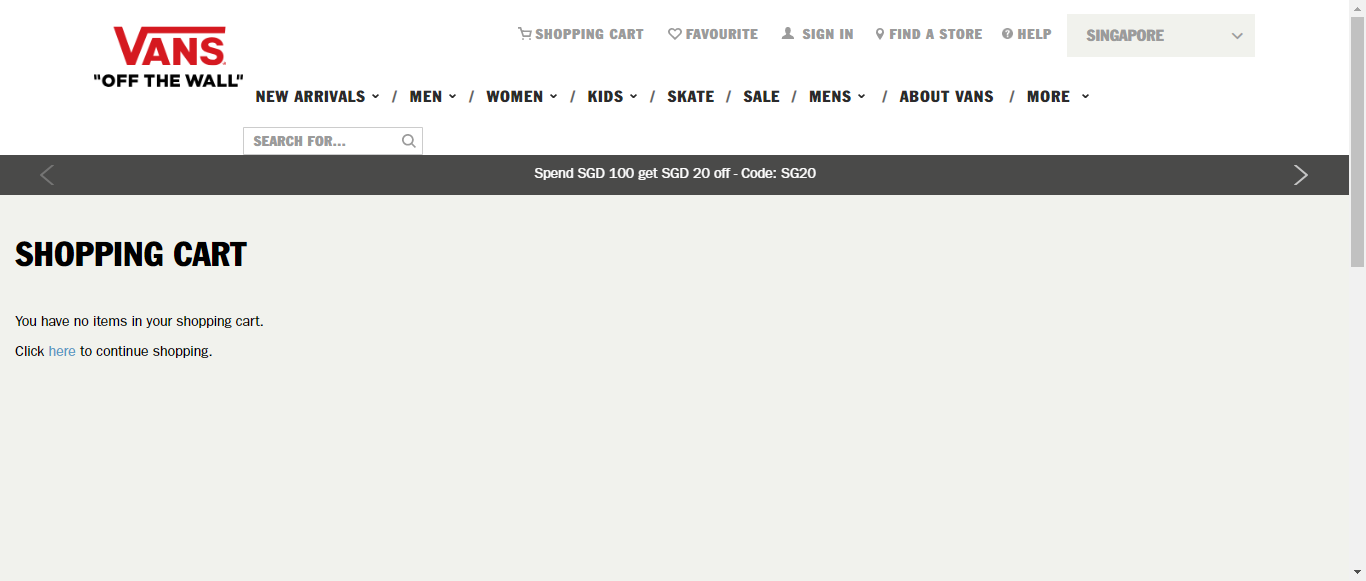 VANS
"OFF THE WALL"
SHOPPING CART FAVOURITE SIGN IN FIND A STORE HELP SINGAPORE
NEW ARRIVALS / MEN / WOMEN / KIDS / SKATE / SALE / MENS / ABOUT VANS / MORE
SEARCH FOR...
Spend SGD 100 get SGD 20 off - Code: SG20
SHOPPING CART
You have no items in your shopping cart.
Click here to continue shopping.